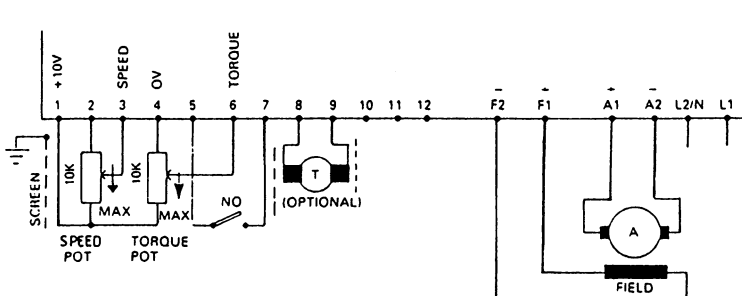 +10V
SPEED
OV
TORQUE
− + + −
1 2 3 4 5 6 7 8 9 10 11 12 F2 F1 A1 A2 L2/N L1
SCREEN
10K
10K
T
MAX
MAX
NO
(OPTIONAL)
SPEED
POT
TORQUE
POT
A
FIELD